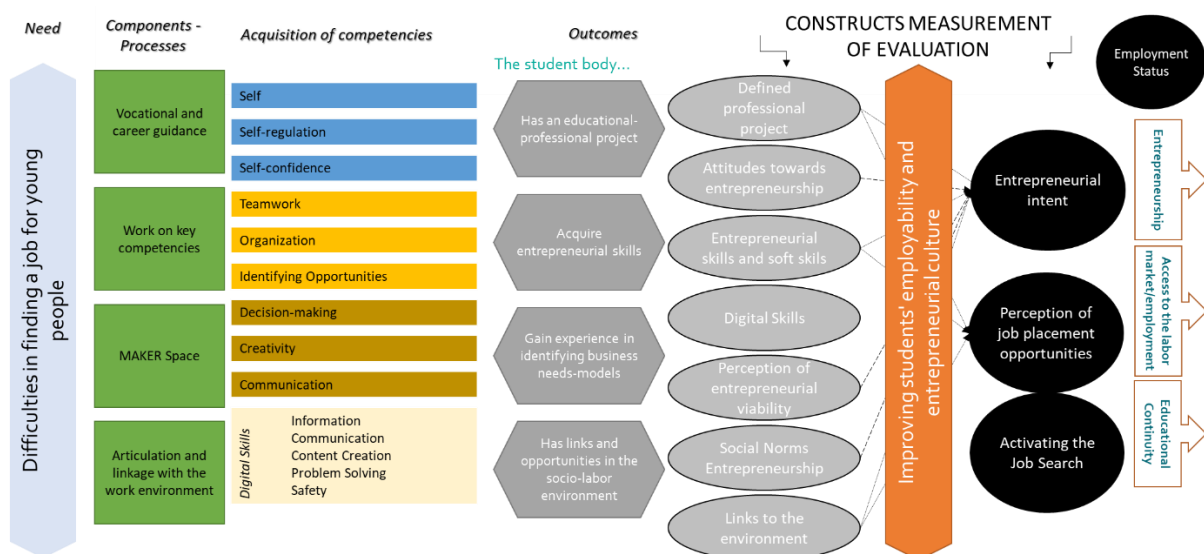 Need
Components -
Processes
Acquisition of competencies
Outcomes
The student body...
CONSTRUCTS MEASUREMENT
OF EVALUATION
Employment
Status
Difficulties in finding a job for young
people
Vocational and
career guidance
Work on key
competencies
MAKER Space
Articulation and
linkage with the
work environment
Self
Self-regulation
Self-confidence
Teamwork
Organization
Identifying Opportunities
Decision-making
Creativity
Communication
Digital Skills
Information
Communication
Content Creation
Problem Solving
Safety
Has an educational-
professional project
Acquire
entrepreneurial skills
Gain experience in
identifying business
needs-models
Has links and
opportunities in the
socio-labor
environment
Defined
professional
project
Attitudes towards
entrepreneurship
Entrepreneurial
skills and soft skils
Digital Skills
Perception of
entrepreneurial
viability
Social Norms
Entrepreneurship
Links to the
environment
Improving students' employability and
entrepreneurial culture
Entrepreneurial
intent
Perception of
job placement
opportunities
Activating the
Job Search
Entrepreneurship
Access to the labor
market/employment
Educational
Continuity